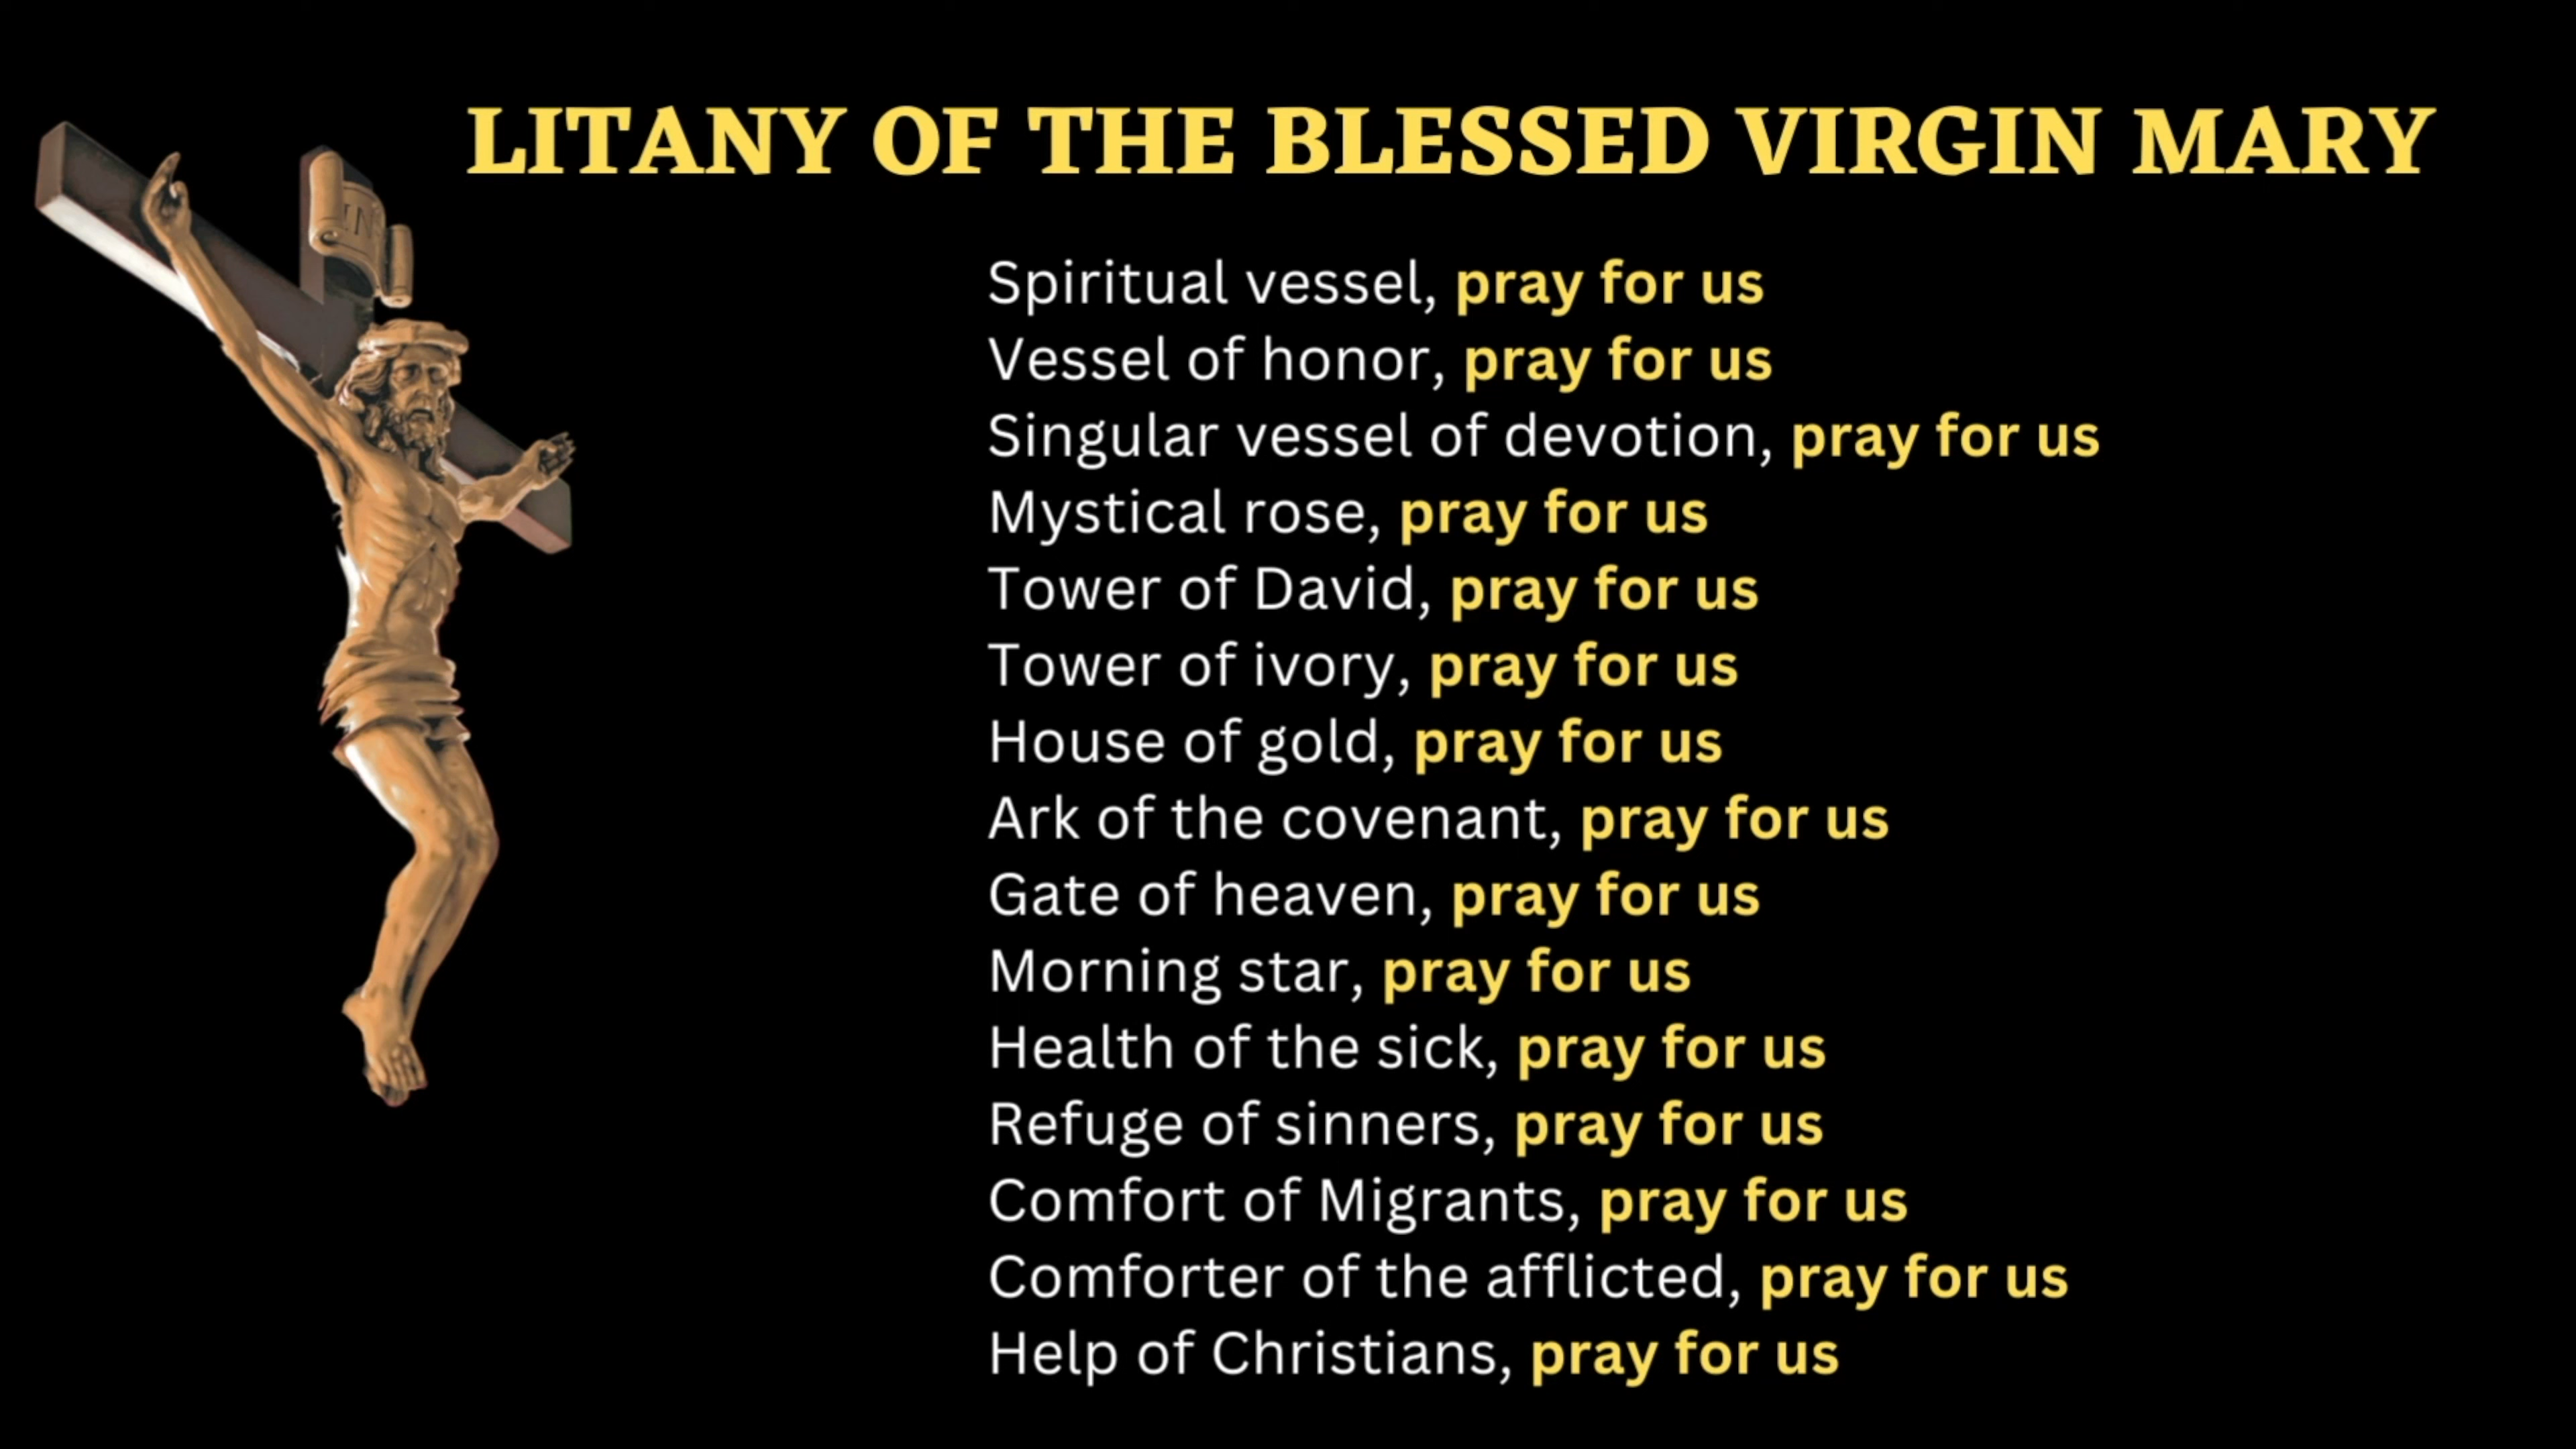 LITANY OF THE BLESSED VIRGIN MARY
Spiritual vessel, pray for us
Vessel of honor, pray for us
Singular vessel of devotion, pray for us
Mystical rose, pray for us
Tower of David, pray for us
Tower of ivory, pray for us
House of gold, pray for us
Ark of the covenant, pray for us
Gate of heaven, pray for us
Morning star, pray for us
Health of the sick, pray for us
Refuge of sinners, pray for us
Comfort of Migrants, pray for us
Comforter of the afflicted, pray for us
Help of Christians, pray for us